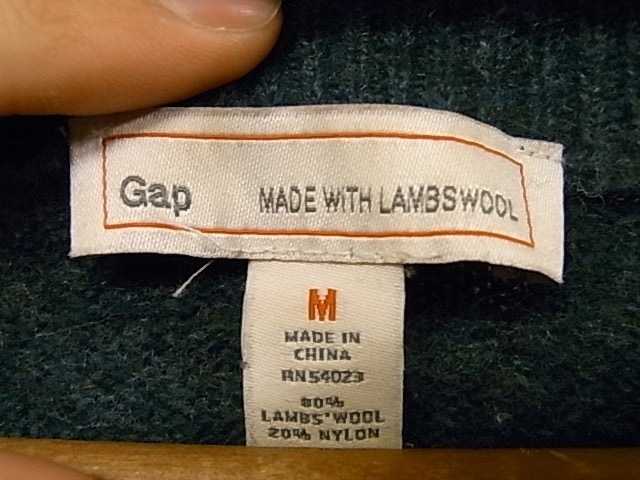 Gap MADE WITH LAMBSWOOL
M
MADE IN
CHINA
RN54023
80%
LAMBS' WOOL
20% NYLON